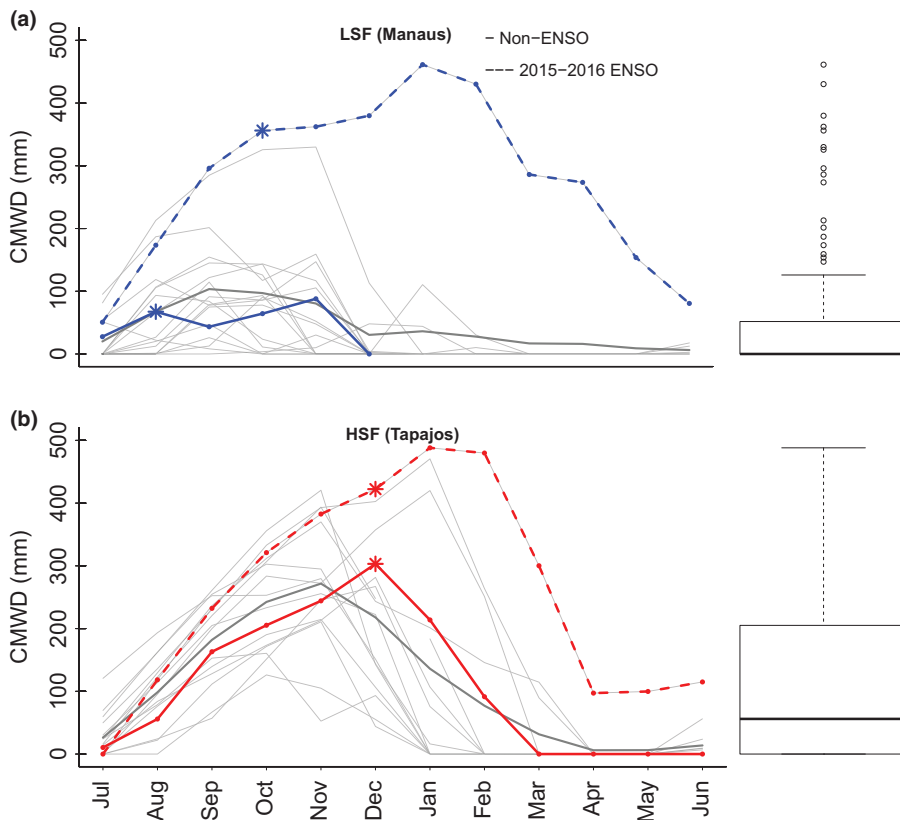 (a)
LSF (Manaus)
Non−ENSO
2015−2016 ENSO
CMWD (mm)
500
400
300
200
100
0
(b)
HSF (Tapajos)
CMWD (mm)
500
400
300
200
100
0
Jul
Aug
Sep
Oct
Nov
Dec
Jan
Feb
Mar
Apr
May
Jun